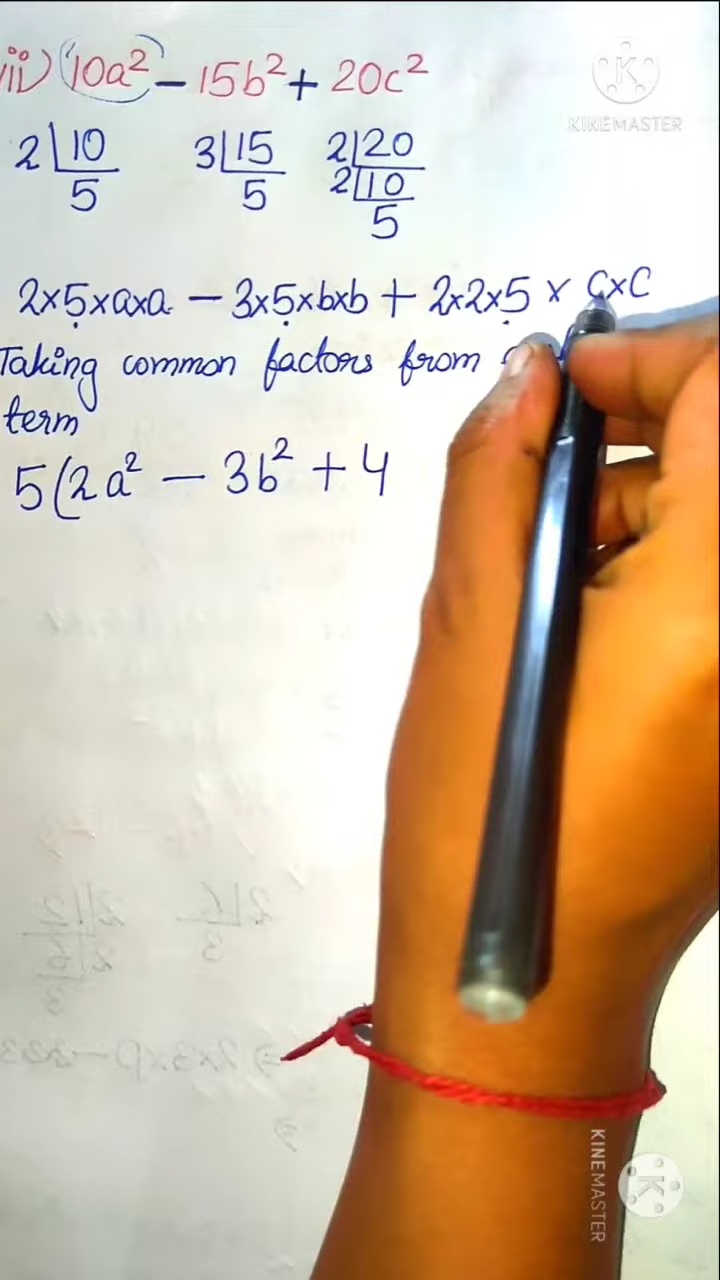 ii) (10a² – 15b² + 20c²
2 10 3 15 2 20
5 5 2 10
5
2×5×a×a – 3×5×b×b + 2×2×5 × c×c
Taking common factors from
term
5(2a² – 3b² + 4
KINEMASTER
KINEMASTER